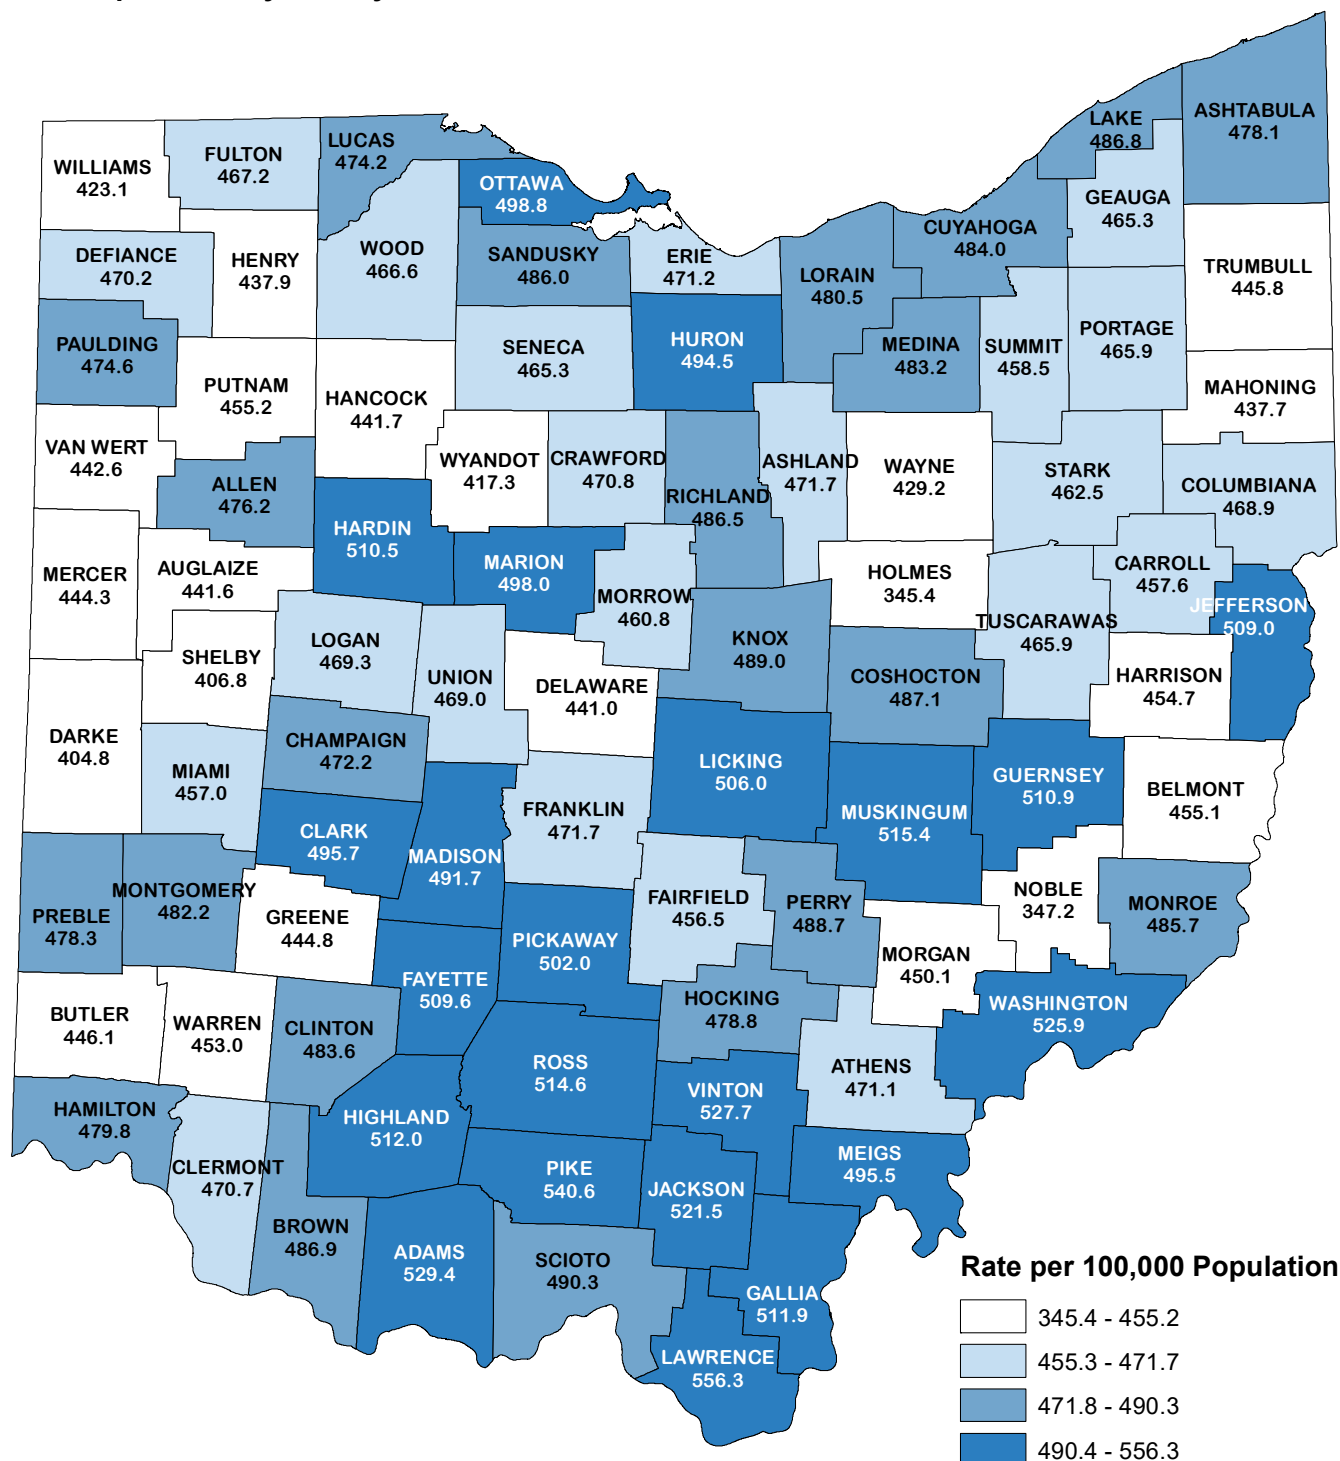 LAKE
486.8
ASHTABULA
478.1
LUCAS
474.2
FULTON
467.2
WILLIAMS
423.1
OTTAWA
498.8
GEAUGA
465.3
CUYAHOGA
484.0
WOOD
466.6
SANDUSKY
486.0
ERIE
471.2
DEFIANCE
470.2
HENRY
437.9
LORAIN
480.5
TRUMBULL
445.8
PAULDING
474.6
SENECA
465.3
HURON
494.5
MEDINA
483.2
SUMMIT
458.5
PORTAGE
465.9
PUTNAM
455.2
HANCOCK
441.7
MAHONING
437.7
VAN WERT
442.6
WYANDOT
417.3
CRAWFORD
470.8
ASHLAND
471.7
WAYNE
429.2
STARK
462.5
COLUMBIANA
468.9
ALLEN
476.2
RICHLAND
486.5
HARDIN
510.5
MARION
498.0
MERCER
444.3
AUGLAIZE
441.6
HOLMES
345.4
CARROLL
457.6
MORROW
460.8
JEFFERSON
509.0
TUSCARAWAS
465.9
LOGAN
469.3
KNOX
489.0
SHELBY
406.8
UNION
469.0
DELAWARE
441.0
COSHOCTON
487.1
HARRISON
454.7
DARKE
404.8
CHAMPAIGN
472.2
MIAMI
457.0
LICKING
506.0
GUERNSEY
510.9
BELMONT
455.1
FRANKLIN
471.7
MUSKINGUM
515.4
CLARK
495.7
MADISON
491.7
MONTGOMERY
482.2
PREBLE
478.3
GREENE
444.8
FAIRFIELD
456.5
PERRY
488.7
NOBLE
347.2
MONROE
485.7
PICKAWAY
502.0
MORGAN
450.1
FAYETTE
509.6
HOCKING
478.8
WASHINGTON
525.9
BUTLER
446.1
WARREN
453.0
CLINTON
483.6
ROSS
514.6
ATHENS
471.1
VINTON
527.7
HAMILTON
479.8
HIGHLAND
512.0
CLERMONT
470.7
PIKE
540.6
JACKSON
521.5
MEIGS
495.5
BROWN
486.9
ADAMS
529.4
SCIOTO
490.3
GALLIA
511.9
LAWRENCE
556.3
Rate per 100,000 Population
345.4 - 455.2
455.3 - 471.7
471.8 - 490.3
490.4 - 556.3